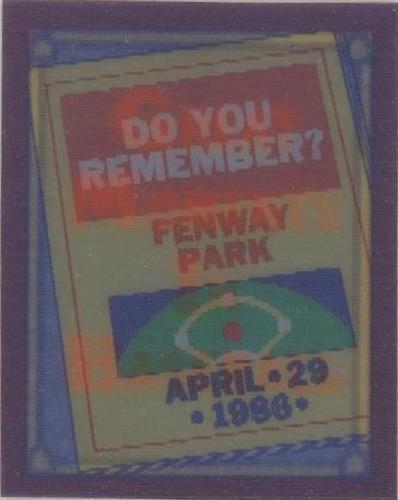 DO YOU
REMEMBER?
FENWAY
PARK
APRIL • 29
• 1986 •